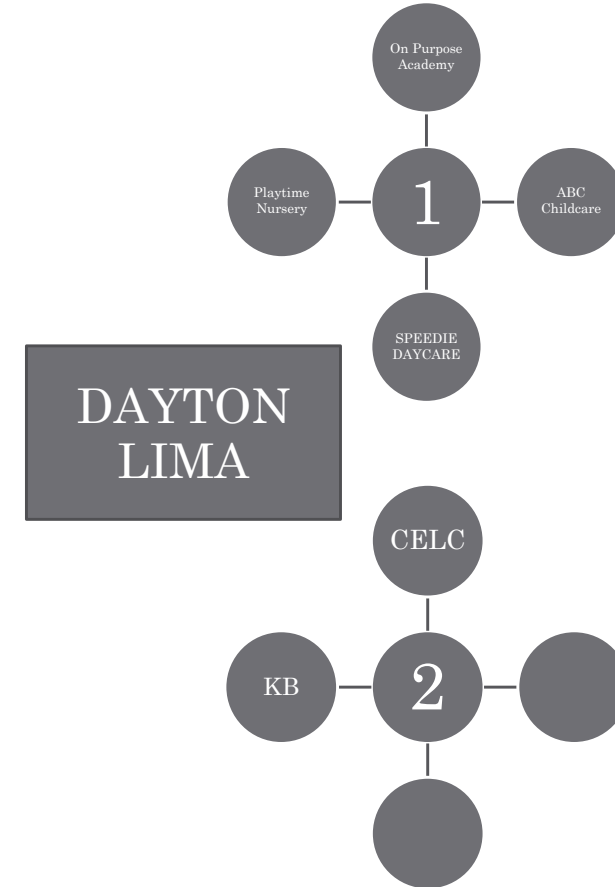 On Purpose
Academy
Playtime
Nursery
1
ABC
Childcare
SPEEDIE
DAYCARE
DAYTON
LIMA
CELC
KB
2